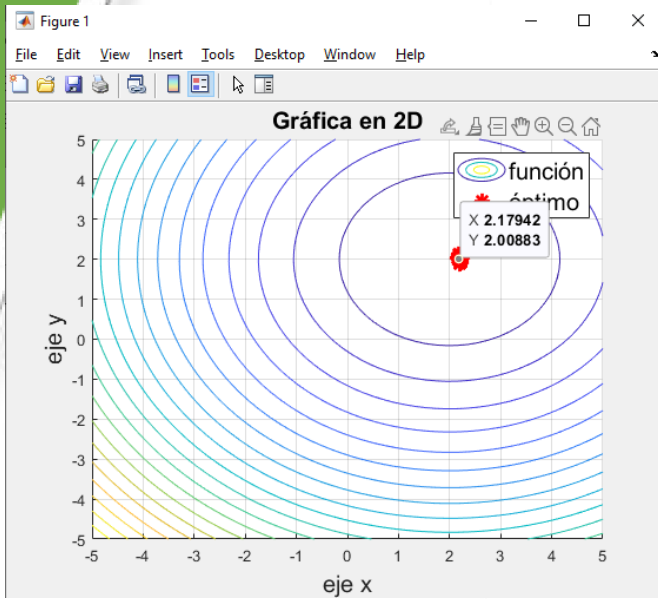 Figure 1
File Edit View Insert Tools Desktop Window Help
Gráfica en 2D
función
óptimo
X 2.17942
Y 2.00883
5
4
3
2
1
0
-1
-2
-3
-4
-5
eje y
-5 -4 -3 -2 -1 0 1 2 3 4 5
eje x